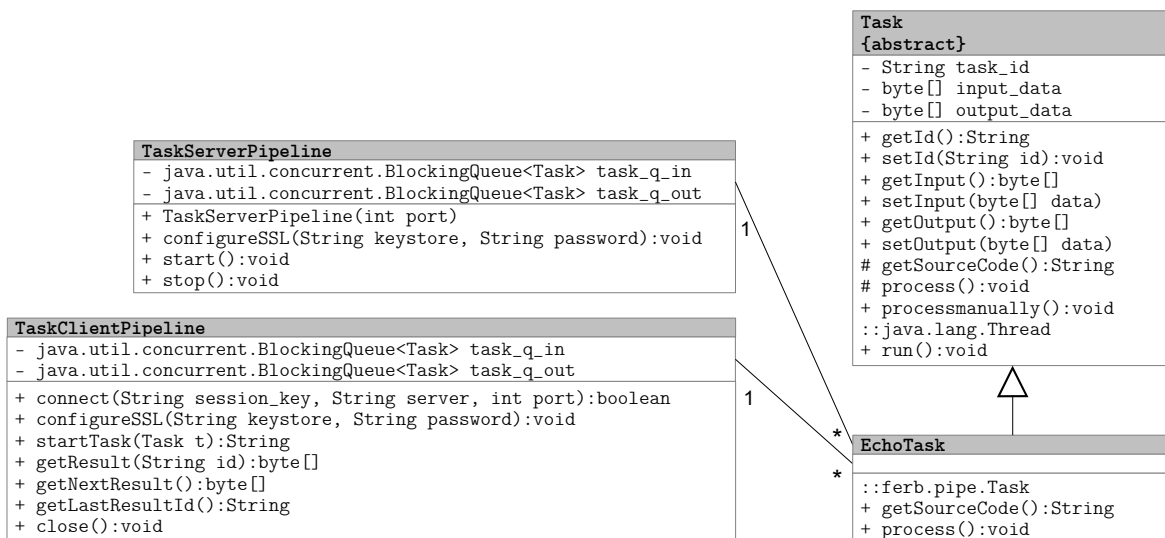 Task
{abstract}
- String task_id
- byte[] input_data
- byte[] output_data
+ getId():String
+ setId(String id):void
+ getInput():byte[]
+ setInput(byte[] data)
+ getOutput():byte[]
+ setOutput(byte[] data)
# getSourceCode():String
# process():void
+ processmanually():void
::java.lang.Thread
+ run():void
TaskServerPipeline
- java.util.concurrent.BlockingQueue<Task> task_q_in
- java.util.concurrent.BlockingQueue<Task> task_q_out
+ TaskServerPipeline(int port)
+ configureSSL(String keystore, String password):void
+ start():void
+ stop():void
1
TaskClientPipeline
- java.util.concurrent.BlockingQueue<Task> task_q_in
- java.util.concurrent.BlockingQueue<Task> task_q_out
+ connect(String session_key, String server, int port):boolean
+ configureSSL(String keystore, String password):void
+ startTask(Task t):String
+ getResult(String id):byte[]
+ getNextResult():byte[]
+ getLastResultId():String
+ close():void
1
*
*
EchoTask
::ferb.pipe.Task
+ getSourceCode():String
+ process():void